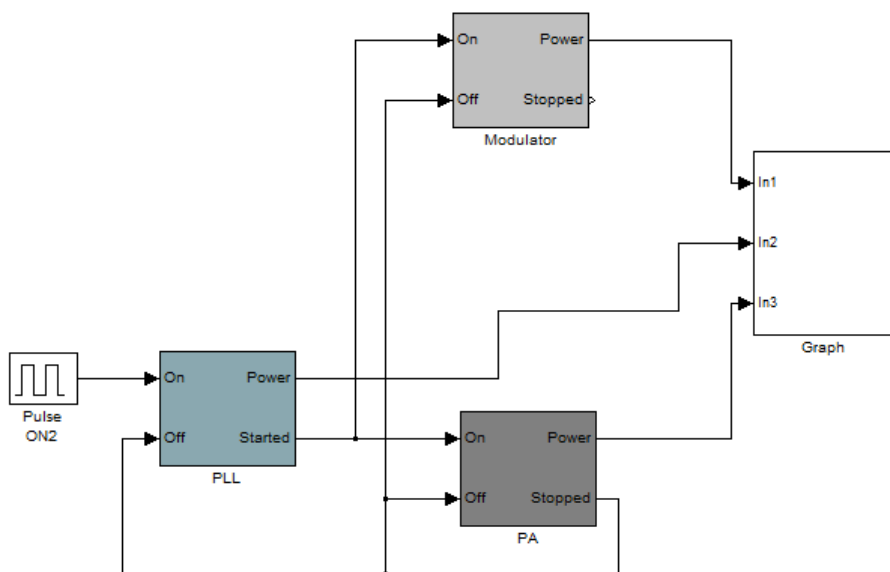 On
Power
Off
Stopped
Modulator
In1
In2
In3
Graph
Pulse
ON2
On
Power
Off
Started
PLL
On
Power
Off
Stopped
PA